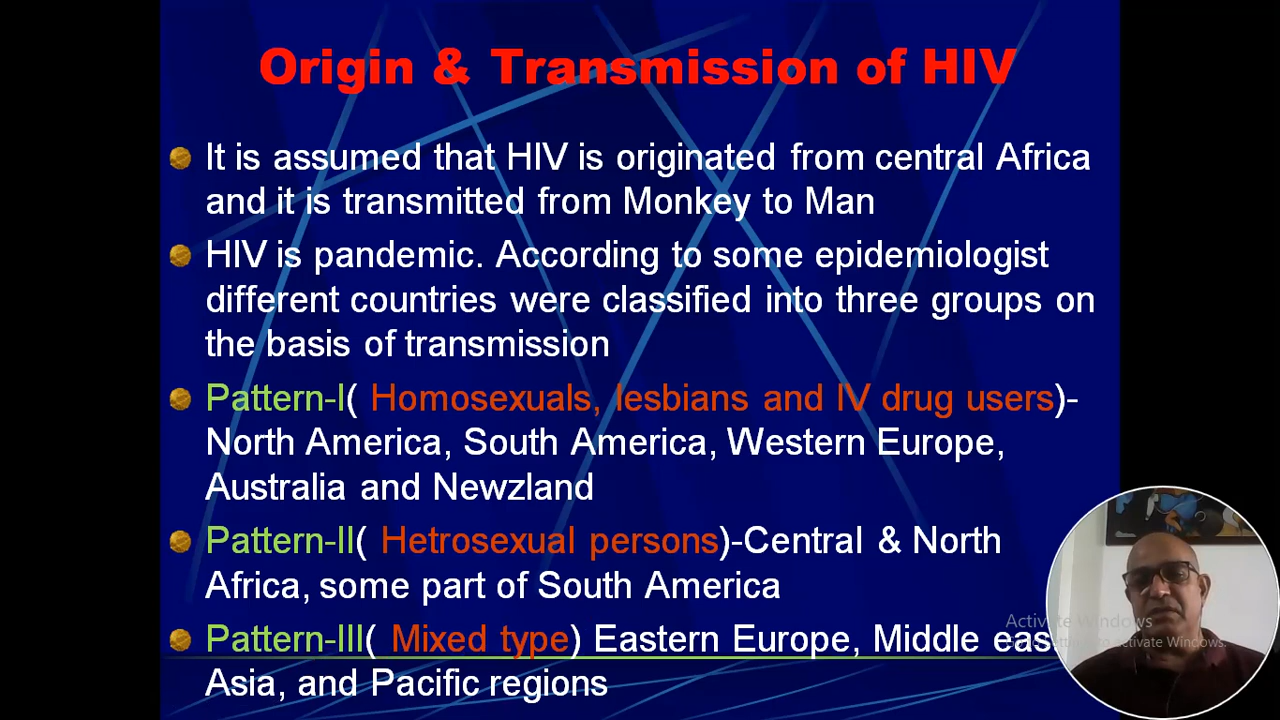 Origin & Transmission of HIV
It is assumed that HIV is originated from central Africa
and it is transmitted from Monkey to Man
HIV is pandemic. According to some epidemiologist
different countries were classified into three groups on
the basis of transmission
Pattern-I( Homosexuals, lesbians and IV drug users)-
North America, South America, Western Europe,
Australia and Newzland
Pattern-II( Hetrosexual persons)-Central & North
Africa, some part of South America
Pattern-III( Mixed type) Eastern Europe, Middle eas
Asia, and Pacific regions
Activate Windows
to activate Windows.